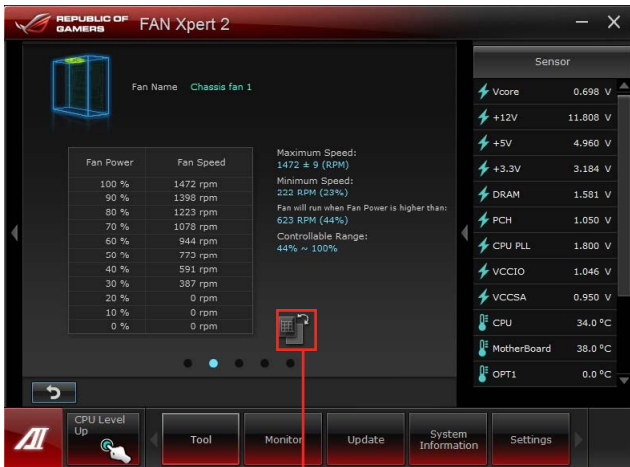 REPUBLIC OF
GAMERS
FAN Xpert 2
Fan Name Chassis fan 1
Fan Power Fan Speed
100 % 1472 rpm
90 % 1398 rpm
80 % 1223 rpm
70 % 1078 rpm
60 % 944 rpm
50 % 773 rpm
40 % 591 rpm
30 % 387 rpm
20 % 0 rpm
10 % 0 rpm
0 % 0 rpm
Maximum Speed:
1472 ± 9 (RPM)
Minimum Speed:
222 RPM (23%)
Fan will run when Fan Power is higher than:
623 RPM (44%)
Controllable Range:
44% ~ 100%
Sensor
Vcore 0.698 V
+12V 11.808 V
+5V 4.960 V
+3.3V 3.184 V
DRAM 1.581 V
PCH 1.050 V
CPU PLL 1.800 V
VCCIO 1.046 V
VCCSA 0.950 V
CPU 34.0 ºC
MotherBoard 38.0 ºC
OPT1 0.0 ºC
CPU Level
Up
Tool
Monitor
Update
System
Information
Settings